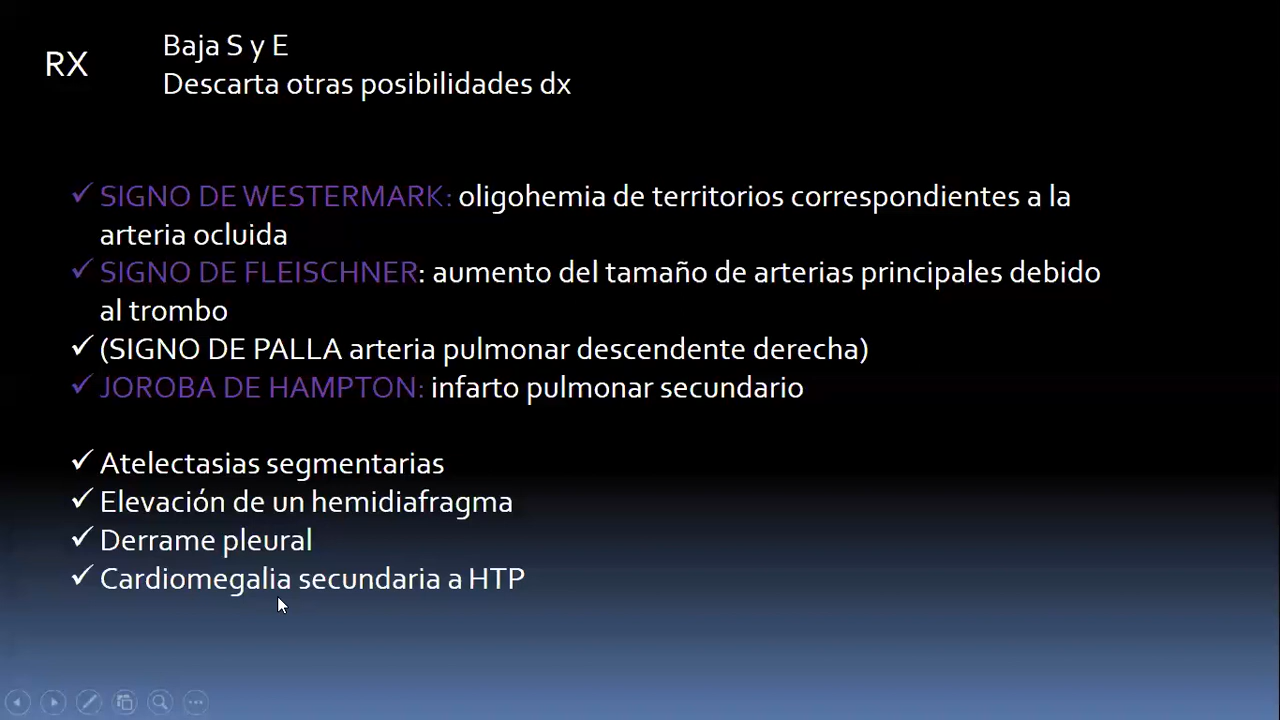 RX
Baja S y E
Descarta otras posibilidades dx
✓ SIGNO DE WESTERMARK: oligohemia de territorios correspondientes a la
arteria ocluida
✓ SIGNO DE FLEISCHNER: aumento del tamaño de arterias principales debido
al trombo
✓ (SIGNO DE PALLA arteria pulmonar descendente derecha)
✓ JOROBA DE HAMPTON: infarto pulmonar secundario
✓ Atelectasias segmentarias
✓ Elevación de un hemidiafragma
✓ Derrame pleural
✓ Cardiomegalia secundaria a HTP